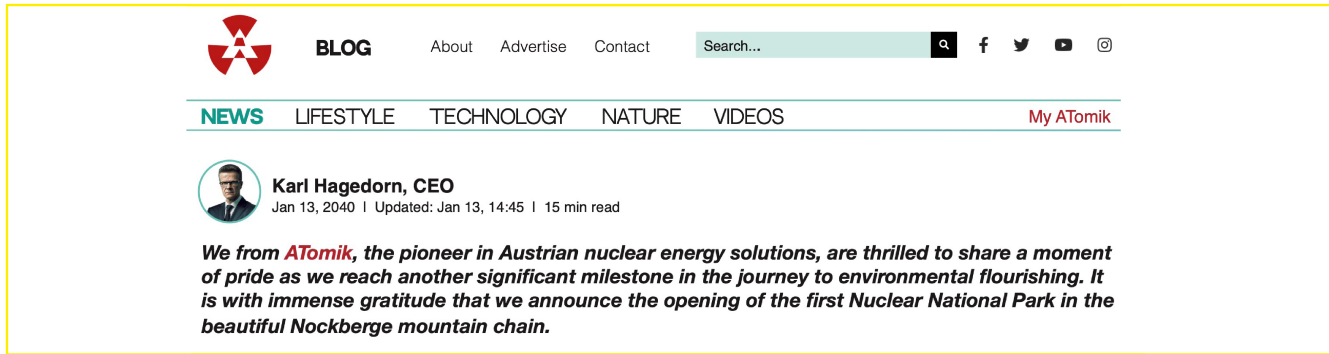 BLOG About Advertise Contact Search...
NEWS LIFESTYLE TECHNOLOGY NATURE VIDEOS My ATomik
Karl Hagedorn, CEO
Jan 13, 2040 | Updated: Jan 13, 14:45 | 15 min read
We from ATomik, the pioneer in Austrian nuclear energy solutions, are thrilled to share a moment
of pride as we reach another significant milestone in the journey to environmental flourishing. It
is with immense gratitude that we announce the opening of the first Nuclear National Park in the
beautiful Nockberge mountain chain.